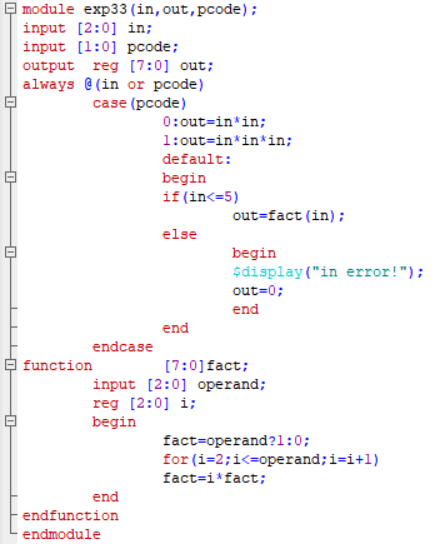 module exp33(in,out,pcode);
input [2:0] in;
input [1:0] pcode;
output  reg [7:0] out;
always @(in or pcode)
case(pcode)
0:out=in*in;
1:out=in*in*in;
default:
begin
if(in<=5)
out=fact(in);
else
begin
$display("in error!");
out=0;
end
end
endcase
function [7:0]fact;
input [2:0] operand;
reg [2:0] i;
begin
fact=operand?1:0;
for(i=2;i<=operand;i=i+1)
fact=i*fact;
end
endfunction
endmodule